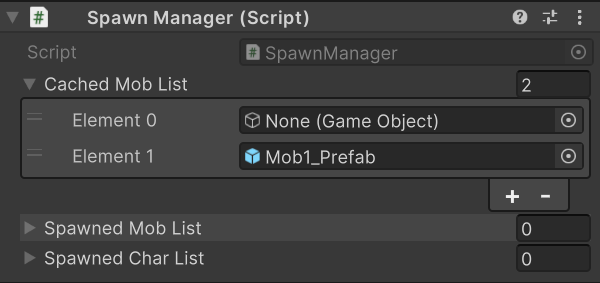 # Spawn Manager (Script)
Script # SpawnManager
Cached Mob List 2
Element 0 None (Game Object)
Element 1 Mob1_Prefab
+ -
Spawned Mob List 0
Spawned Char List 0